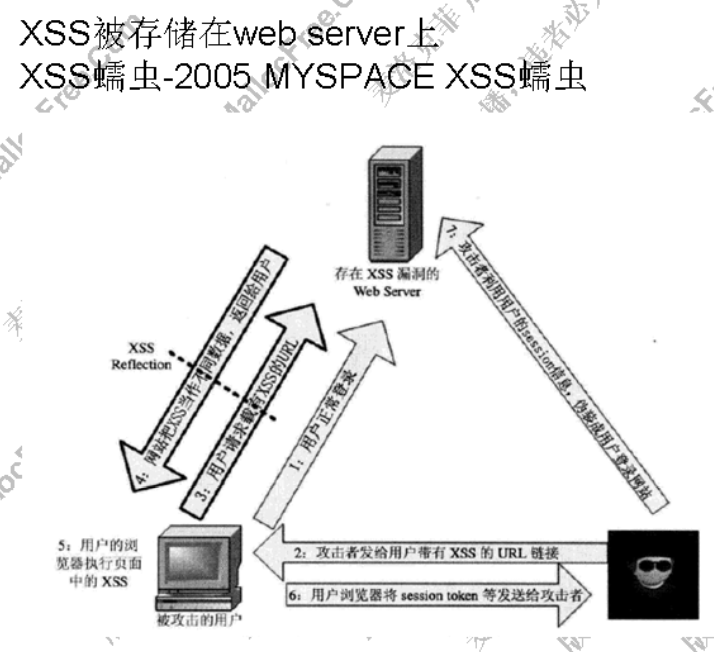 XSS被存储在web server上
XSS蠕虫-2005 MYSPACE XSS蠕虫
存在 XSS 漏洞的
Web Server
7：攻击者利用用户的session信息，伪装成用户登录网站
4：网站把XSS当作不同数据，返回给用户
XSS
Reflection
3：用户请求载有XSS的URL
1：用户正常登录
5：用户的浏
览器执行页面
中的 XSS
2：攻击者发给用户带有 XSS 的 URL 链接
6：用户浏览器将 session token 等发送给攻击者
被攻击的用户